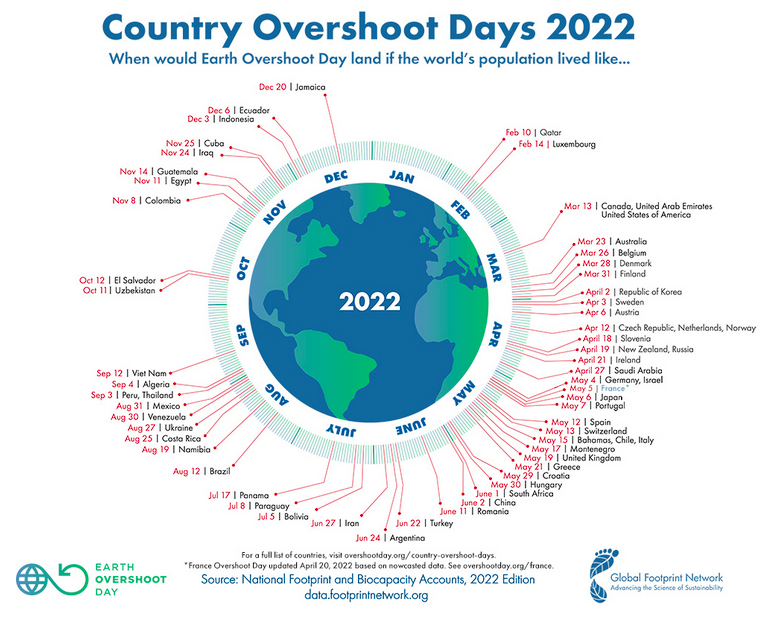 Country Overshoot Days 2022
When would Earth Overshoot Day land if the world's population lived like...
Dec 20 | Jamaica
Dec 6 | Ecuador
Dec 3 | Indonesia
Nov 25 | Cuba
Nov 24 | Iraq
Nov 14 | Guatemala
Nov 11 | Egypt
Nov 8 | Colombia
Oct 12 | El Salvador
Oct 11 | Uzbekistan
Sep 12 | Viet Nam
Sep 4 | Algeria
Sep 3 | Peru, Thailand
Aug 31 | Mexico
Aug 30 | Venezuela
Aug 27 | Ukraine
Aug 25 | Costa Rica
Aug 19 | Namibia
Aug 12 | Brazil
Jul 17 | Panama
Jul 8 | Paraguay
Jul 5 | Bolivia
Jun 27 | Iran
Jun 24 | Argentina
Jun 22 | Turkey
Feb 10 | Qatar
Feb 14 | Luxembourg
Mar 13 | Canada, United Arab Emirates
United States of America
Mar 23 | Australia
Mar 26 | Belgium
Mar 28 | Denmark
Mar 31 | Finland
April 2 | Republic of Korea
Apr 3 | Sweden
Apr 6 | Austria
Apr 12 | Czech Republic, Netherlands, Norway
April 18 | Slovenia
April 19 | New Zealand, Russia
April 21 | Ireland
April 27 | Saudi Arabia
May 4 | Germany, Israel
May 5 | France*
May 6 | Japan
May 7 | Portugal
May 12 | Spain
May 13 | Switzerland
May 15 | Bahamas, Chile, Italy
May 17 | Montenegro
May 19 | United Kingdom
May 21 | Greece
May 29 | Croatia
May 30 | Hungary
June 1 | South Africa
June 2 | China
June 11 | Romania
JAN
FEB
MAR
APR
MAY
JUNE
JULY
AUG
SEP
OCT
NOV
DEC
2022
For a full list of countries, visit overshootday.org/country-overshoot-days.
*France Overshoot Day updated April 20, 2022 based on nowcasted data. See overshootday.org/france.
Source: National Footprint and Biocapacity Accounts, 2022 Edition
data.footprintnetwork.org
EARTH
OVERSHOOT
DAY
Global Footprint Network
Advancing the Science of Sustainability